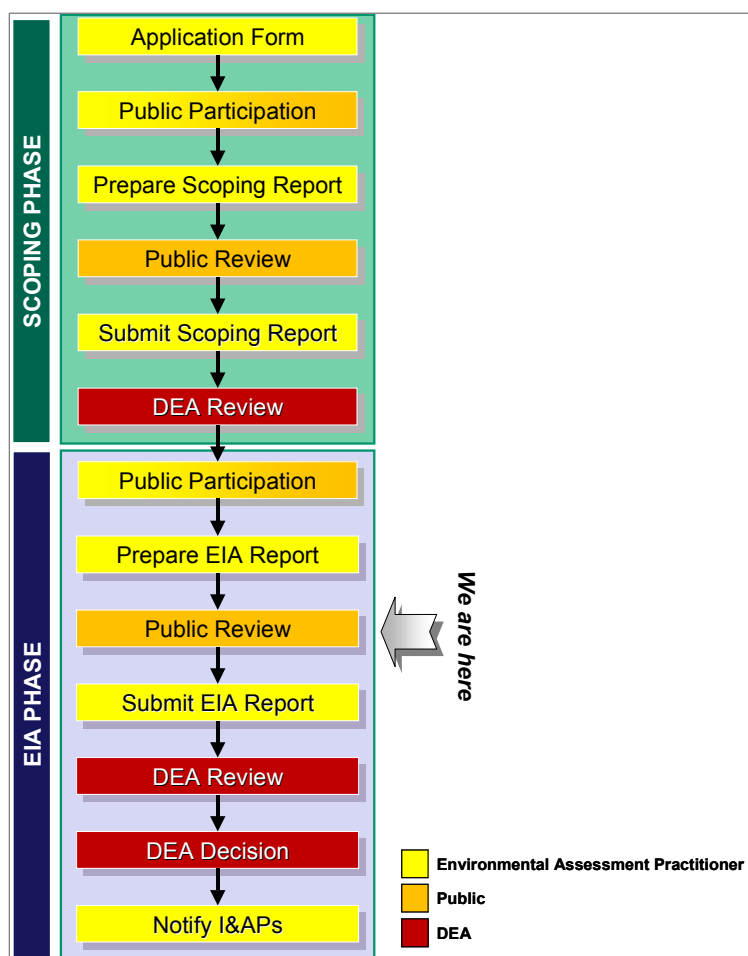 SCOPING PHASE
Application Form
Public Participation
Prepare Scoping Report
Public Review
Submit Scoping Report
DEA Review
EIA PHASE
Public Participation
Prepare EIA Report
Public Review
We are here
Submit EIA Report
DEA Review
DEA Decision
Notify I&APs
Environmental Assessment Practitioner
Public
DEA